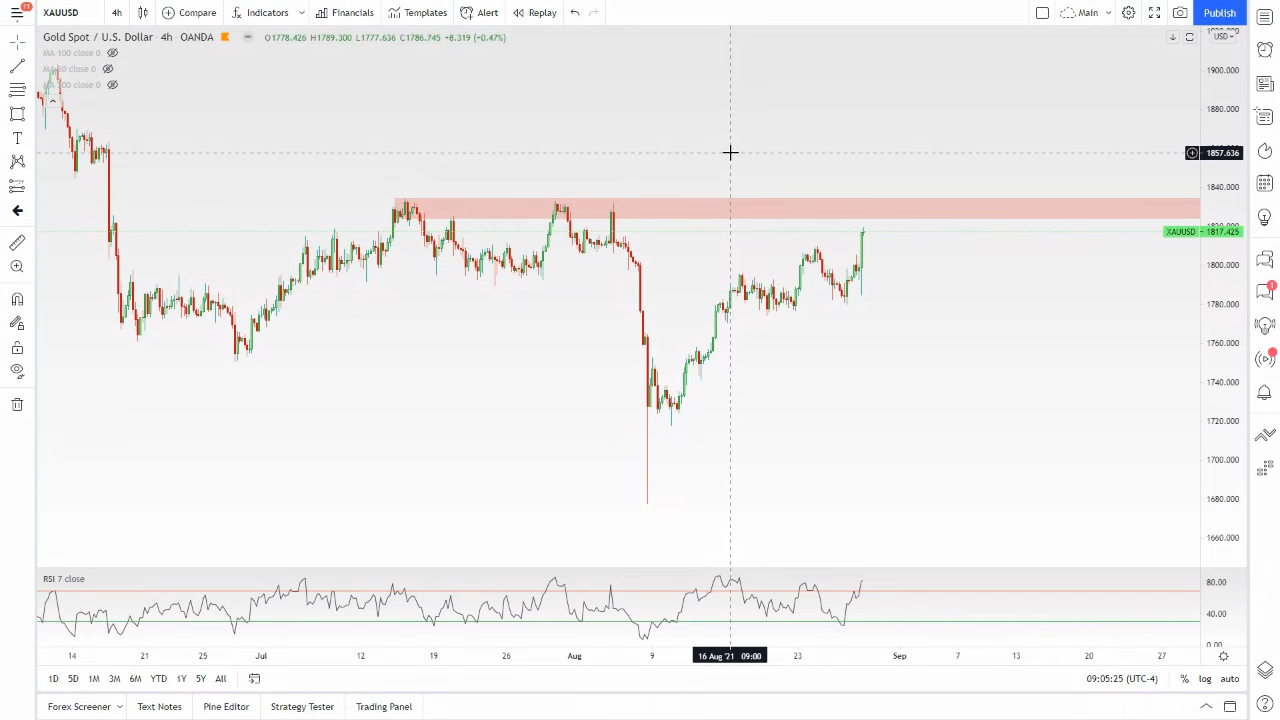 11
XAUUSD 4h Compare Indicators Financials Templates Alert Replay Main Publish
Gold Spot / U.S. Dollar · 4h · OANDA O1778.426 H1789.300 L1777.636 C1786.745 +8.319 (+0.47%) USD
MA 100 close 0
MA 50 close 0
close 0
1900.000
1880.000
1857.636
1840.000
XAUUSD 1817.425
1800.000
1780.000
1760.000
1740.000
1720.000
1700.000
1680.000
1660.000
1
RSI 7 close
80.00
40.00
0.00
14 21 25 Jul 12 19 26 Aug 9 16 Aug '21 09:00 23 Sep 7 13 20 27
1D 5D 1M 3M 6M YTD 1Y 5Y All 09:05:25 (UTC-4) % log auto
Forex Screener Text Notes Pine Editor Strategy Tester Trading Panel